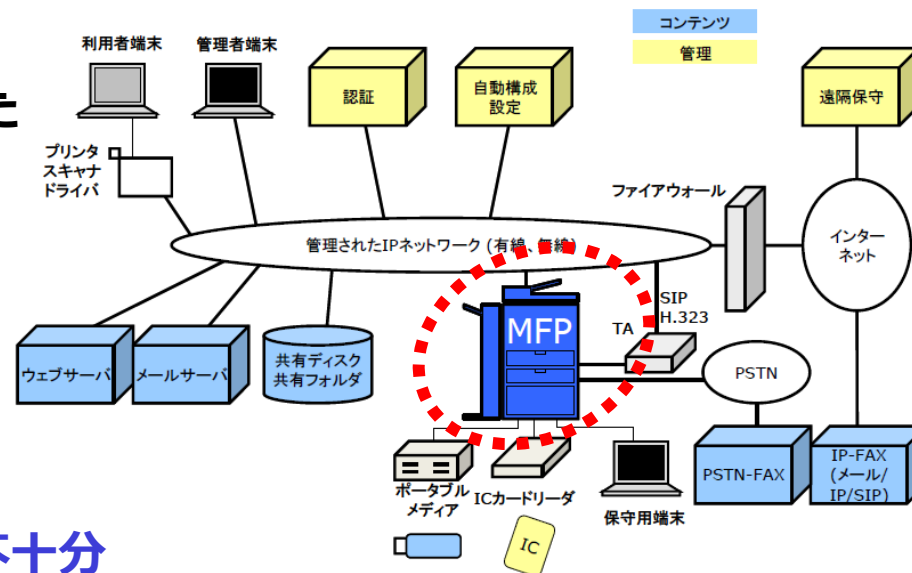 コンテンツ
管理
利用者端末
管理者端末
認証
自動構成
設定
遠隔保守
た
プリンタ
スキャナ
ドライバ
ファイアウォール
管理されたIPネットワーク (有線、無線)
インター
ネット
SIP
H.323
MFP
TA
ウェブサーバ
メールサーバ
共有ディスク
共有フォルダ
PSTN
PSTN-FAX
IP-FAX
(メール/
IP/SIP)
ポータブル
メディア
ICカードリーダ
保守用端末
IC
不十分